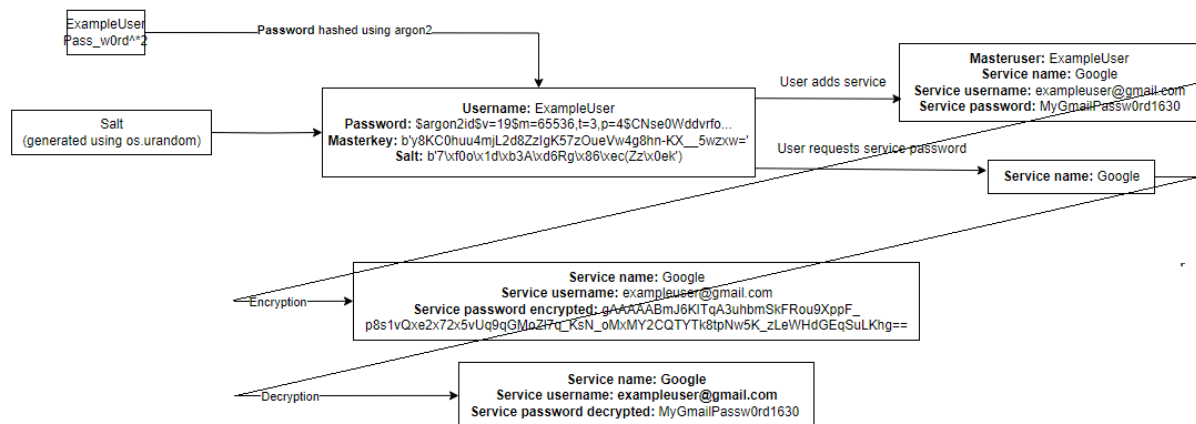 ExampleUser
Pass_w0rd^*2
Password hashed using argon2
Salt
(generated using os.urandom)
Username: ExampleUser
Password: $argon2id$v=19$m=65536,t=3,p=4$CNse0Wddvrfo...
Masterkey: b'y8KC0huu4mjL2d8ZzIgK57zOueVw4g8hn-KX__5wzxw='
Salt: b'7\xf0o\x1d\xb3A\xd6Rg\x86\xec(Zz\x0ek')
User adds service
Masteruser: ExampleUser
Service name: Google
Service username: exampleuser@gmail.com
Service password: MyGmailPassw0rd1630
User requests service password
Service name: Google
Encryption
Service name: Google
Service username: exampleuser@gmail.com
Service password encrypted: gAAAAABmJ6KlTqA3uhbmSkFRou9XppF_
p8s1vQxe2x72x5vUq9qGMoZl7q_KsN_oMxMY2CQTYTk8tpNw5K_zLeWHdGEqSuLKhg==
Decryption
Service name: Google
Service username: exampleuser@gmail.com
Service password decrypted: MyGmailPassw0rd1630